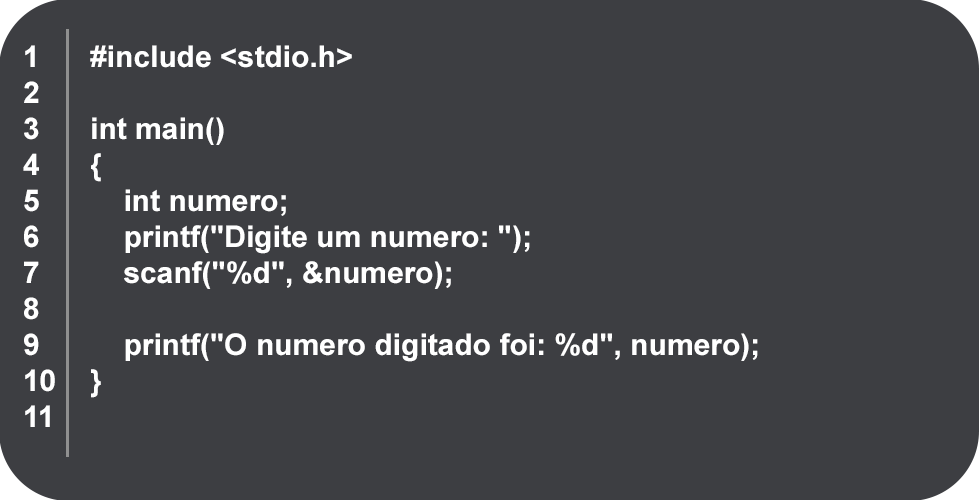 1 #include <stdio.h>
2
3 int main()
4 {
5 int numero;
6 printf("Digite um numero: ");
7 scanf("%d", &numero);
8
9 printf("O numero digitado foi: %d", numero);
10 }
11